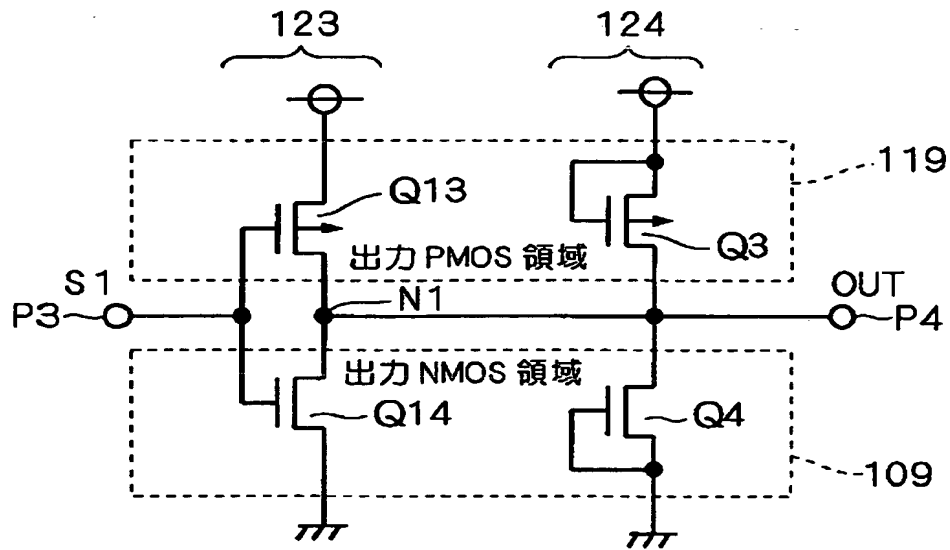 123
124
119
Q13
Q3
出力 PMOS 領域
S1
N1
OUT
P3
P4
出力 NMOS 領域
Q14
Q4
109